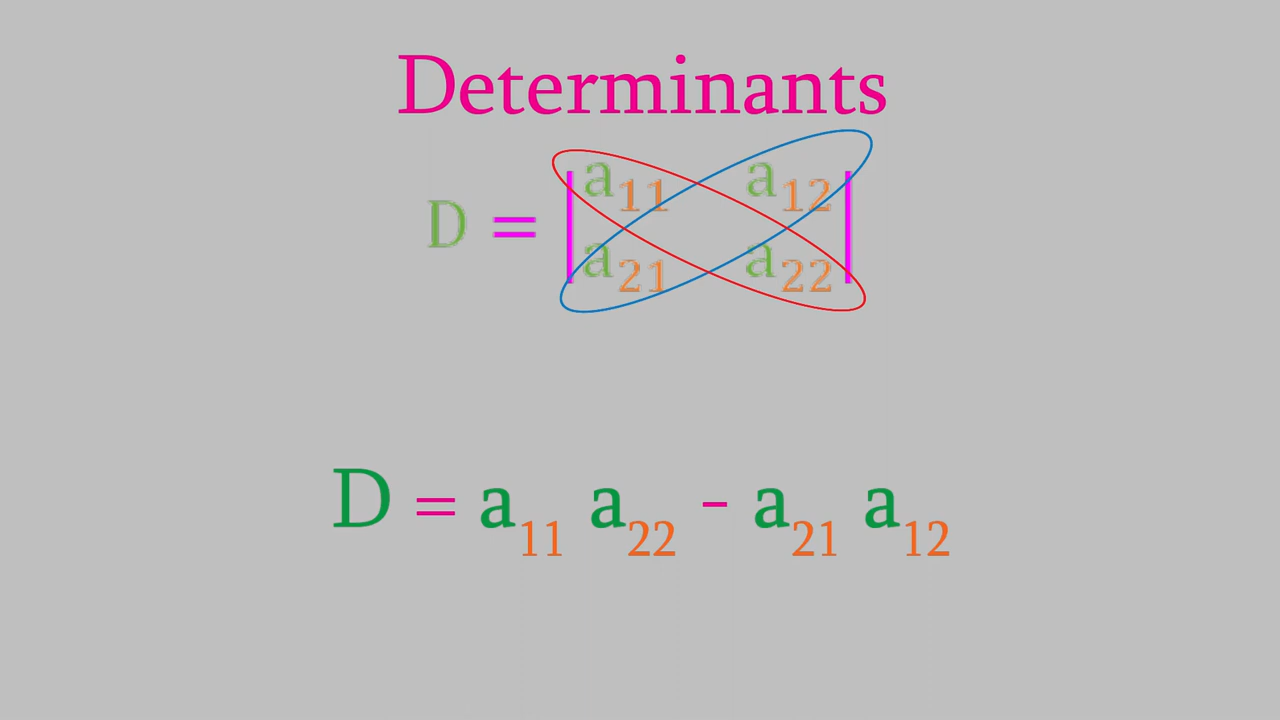 Determinants
a₁₁ a₁₂
D =
a₂₁ a₂₂
D = a₁₁ a₂₂ - a₂₁ a₁₂